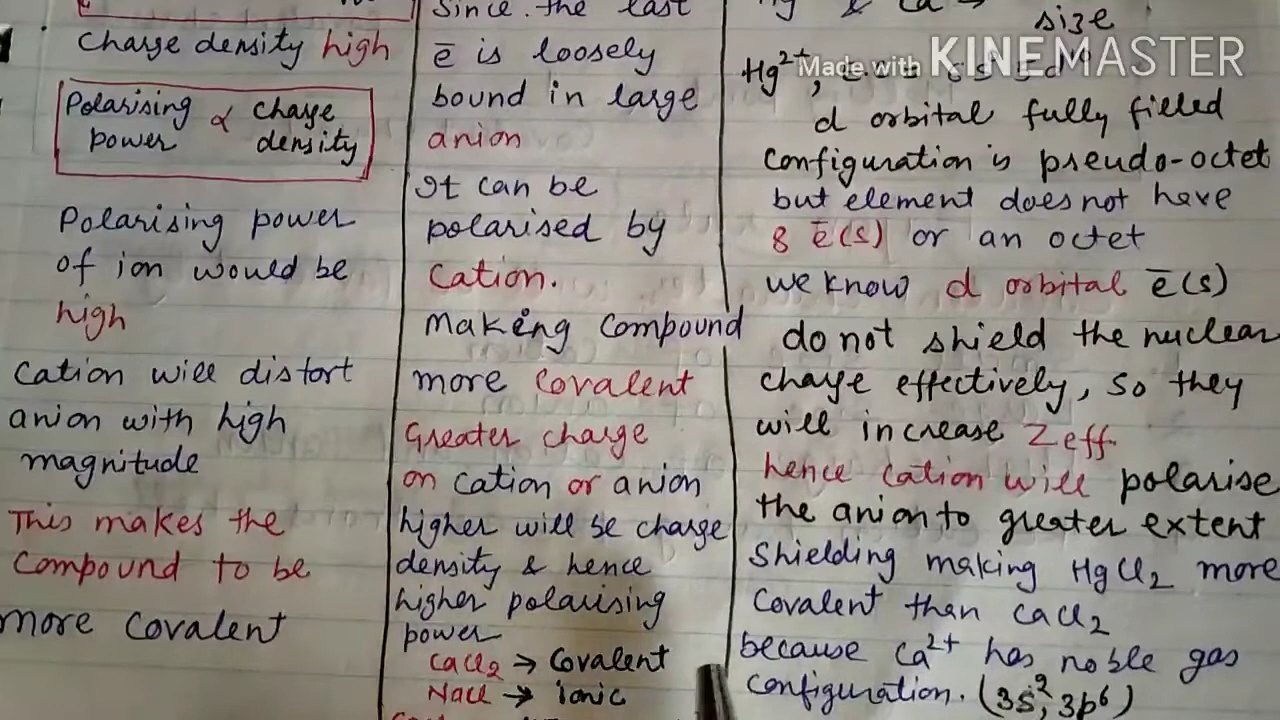 Charge density high
Polarising ∝ charge
power density
Polarising power
of ion would be
high
Cation will distort
anion with high
magnitude
This makes the
Compound to be
more Covalent
Since the last
ē is loosely
bound in large
anion
It can be
polarised by
Cation.
Making Compound
more Covalent
Greater charge
on cation or anion
higher will be charge
density & hence
higher polarising
power
CaCl2 → Covalent
NaCl → ionic
size
Made with KINEMASTER
Hg2+,
d orbital fully filled
Configuration is pseudo-octet
but element does not have
8 ē(s) or an octet
we know d orbital ē(s)
do not shield the nuclear
charge effectively, so they
will increase Zeff.
hence cation will polarise
the anion to greater extent
Shielding making HgCl2 more
Covalent than CaCl2
because Ca2+ has noble gas
configuration. (3s2, 3p6)